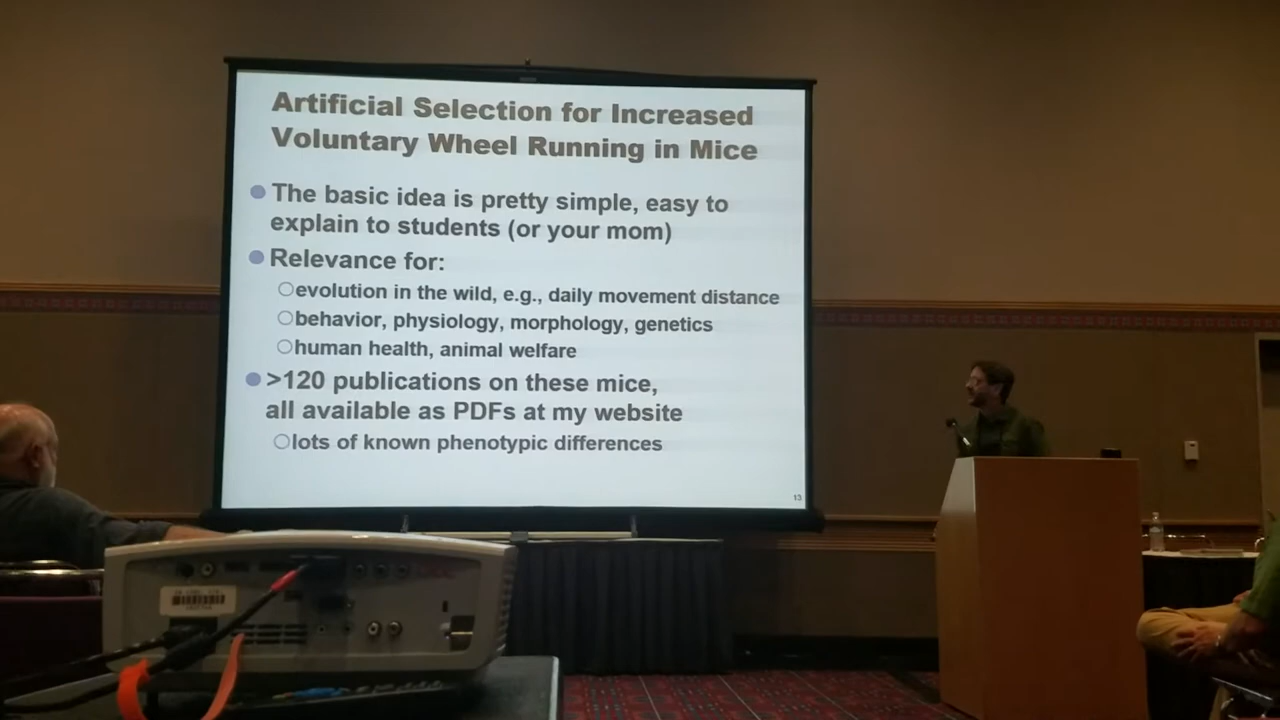 Artificial Selection for Increased
Voluntary Wheel Running in Mice
The basic idea is pretty simple, easy to
explain to students (or your mom)
Relevance for:
evolution in the wild, e.g., daily movement distance
behavior, physiology, morphology, genetics
human health, animal welfare
>120 publications on these mice,
all available as PDFs at my website
lots of known phenotypic differences
13